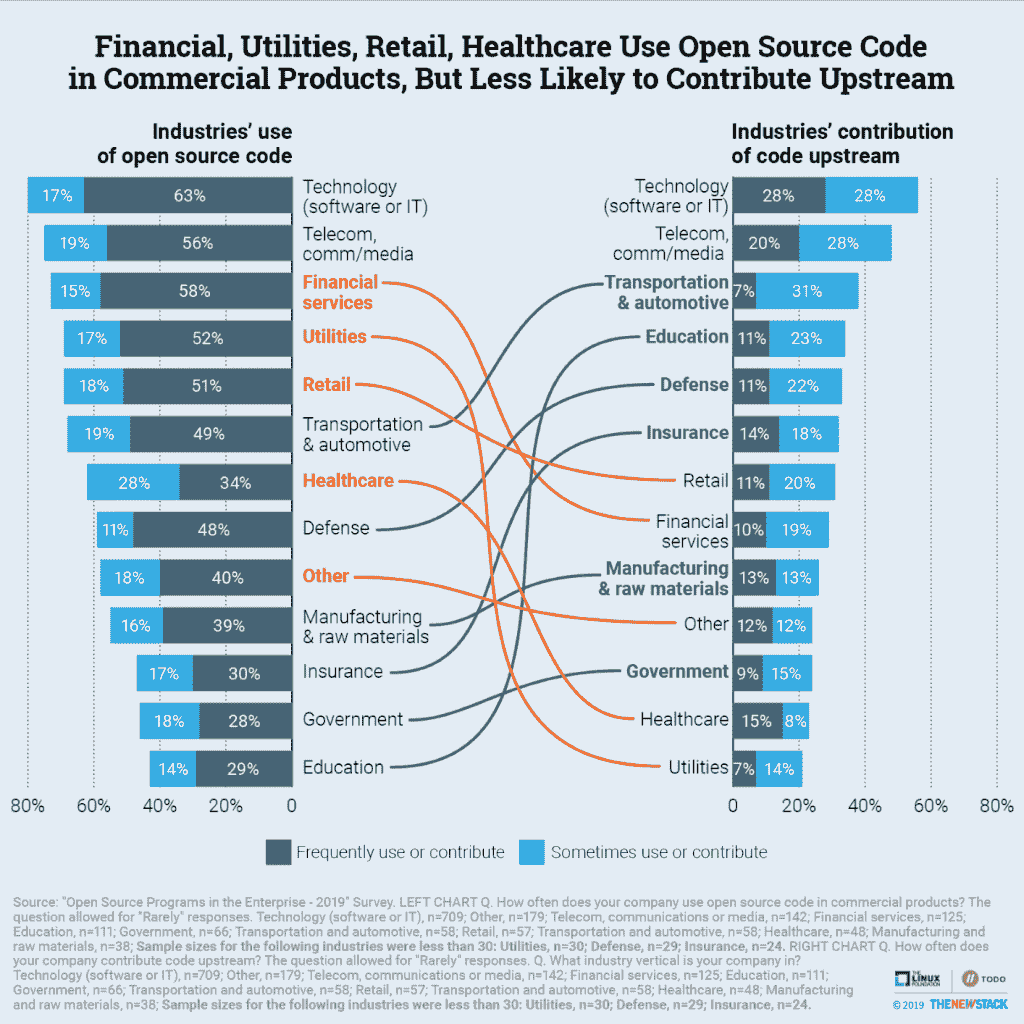 Financial, Utilities, Retail, Healthcare Use Open Source Code
in Commercial Products, But Less Likely to Contribute Upstream
Industries' use
of open source code
17% 63%
Technology
(software or IT)
19% 56%
Telecom,
comm/media
15% 58%
Financial
services
17% 52%
Utilities
18% 51%
Retail
19% 49%
Transportation
& automotive
28% 34%
Healthcare
11% 48%
Defense
18% 40%
Other
16% 39%
Manufacturing
& raw materials
17% 30%
Insurance
18% 28%
Government
14% 29%
Education
80% 60% 40% 20% 0
Industries' contribution
of code upstream
Technology
(software or IT)
28% 28%
Telecom,
comm/media
20% 28%
Transportation
& automotive
7% 31%
Education
11% 23%
Defense
11% 22%
Insurance
14% 18%
Retail
11% 20%
Financial
services
10% 19%
Manufacturing
& raw materials
13% 13%
Other
12% 12%
Government
9% 15%
Healthcare
15% 8%
Utilities
7% 14%
0 20% 40% 60% 80%
Frequently use or contribute
Sometimes use or contribute
Source: "Open Source Programs in the Enterprise - 2019" Survey. LEFT CHART Q. How often does your company use open source code in commercial products? The
question allowed for "Rarely" responses. Technology (software or IT), n=709; Other, n=179; Telecom, communications or media, n=142; Financial services, n=125;
Education, n=111; Government, n=66; Transportation and automotive, n=58; Retail, n=57; Transportation and automotive, n=58; Healthcare, n=48; Manufacturing and
raw materials, n=38; Sample sizes for the following industries were less than 30: Utilities, n=30; Defense, n=29; Insurance, n=24. RIGHT CHART Q. How often does
your company contribute code upstream? The question allowed for "Rarely" responses. Q. What industry vertical is your company in?
Technology (software or IT), n=709; Other, n=179; Telecom, communications or media, n=142; Financial services, n=125; Education, n=111;
Government, n=66; Transportation and automotive, n=58; Retail, n=57; Transportation and automotive, n=58; Healthcare, n=48; Manufacturing
and raw materials, n=38; Sample sizes for the following industries were less than 30: Utilities, n=30; Defense, n=29; Insurance, n=24.
THE
LINUX
FOUNDATION
TODO
© 2019 THENEWSTACK